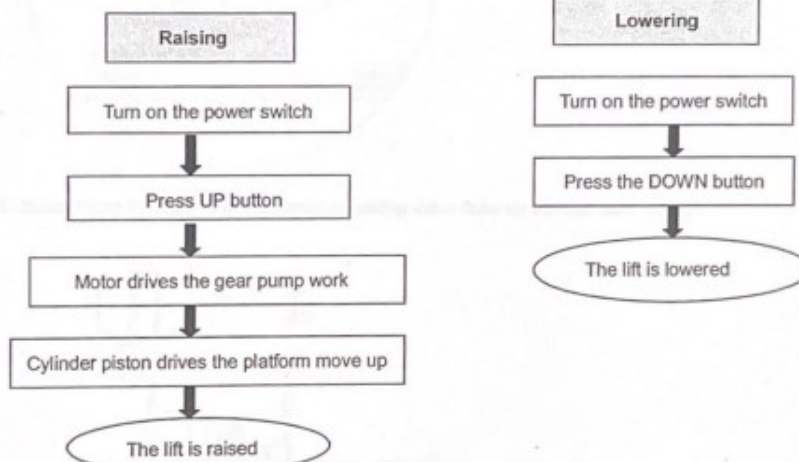 Raising
Turn on the power switch
Press UP button
Motor drives the gear pump work
Cylinder piston drives the platform move up
The lift is raised
Lowering
Turn on the power switch
Press the DOWN button
The lift is lowered